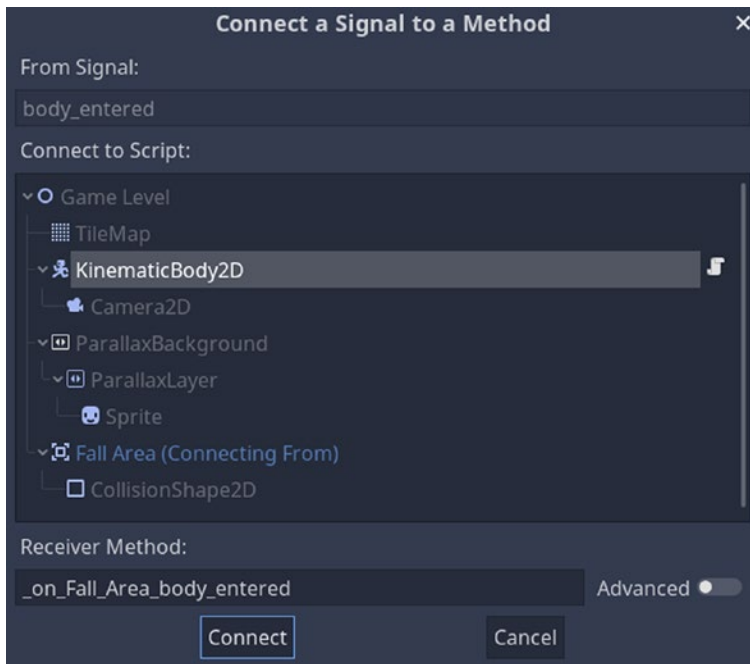 Connect a Signal to a Method
From Signal:
body_entered
Connect to Script:
Game Level
TileMap
KinematicBody2D
Camera2D
ParallaxBackground
ParallaxLayer
Sprite
Fall Area (Connecting From)
CollisionShape2D
Receiver Method:
_on_Fall_Area_body_entered Advanced
Connect Cancel